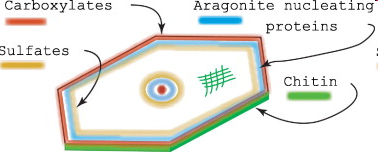 Carboxylates
Aragonite nucleating
proteins
Sulfates
Chitin